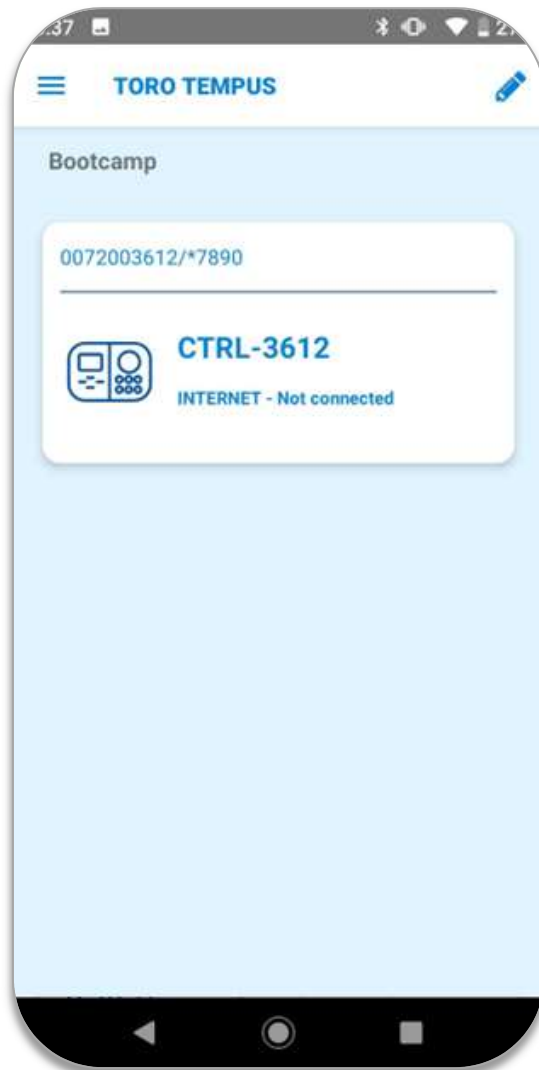 TORO TEMPUS
Bootcamp
0072003612/*7890
CTRL-3612
INTERNET - Not connected